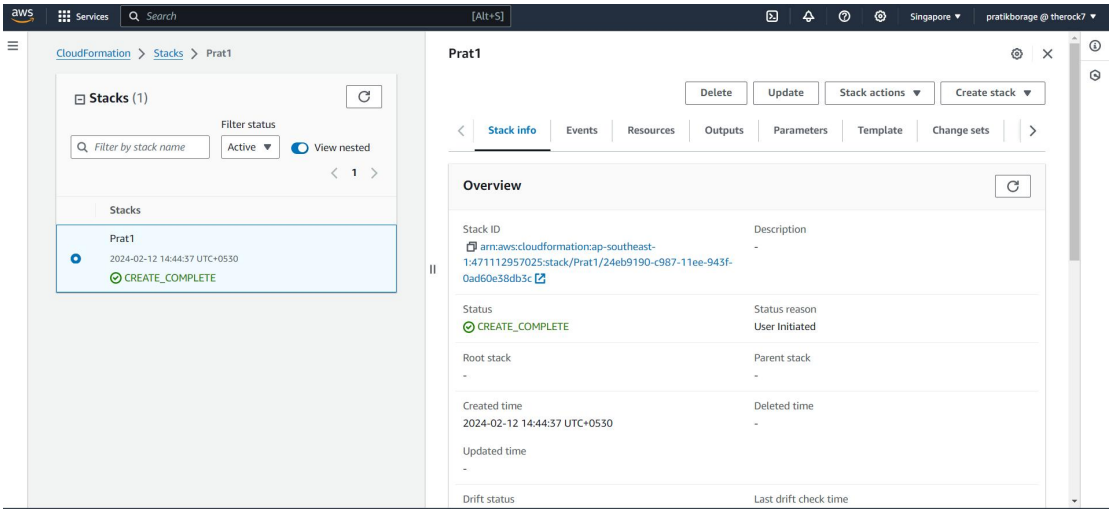 aws Services Search [Alt+S] Singapore ▼ pratikborage @ therock7 ▼
CloudFormation > Stacks > Prat1
Stacks (1)
Filter status
Filter by stack name Active ▼ View nested
< 1 >
Stacks
Prat1
2024-02-12 14:44:37 UTC+0530
CREATE_COMPLETE
Prat1
Delete Update Stack actions ▼ Create stack ▼
Stack info Events Resources Outputs Parameters Template Change sets
Overview
Stack ID
arn:aws:cloudformation:ap-southeast-
1:471112957025:stack/Prat1/24eb9190-c987-11ee-943f-
0ad60e38db3c
Description
-
Status
CREATE_COMPLETE
Status reason
User Initiated
Root stack
-
Parent stack
-
Created time
2024-02-12 14:44:37 UTC+0530
Deleted time
-
Updated time
-
Drift status
Last drift check time